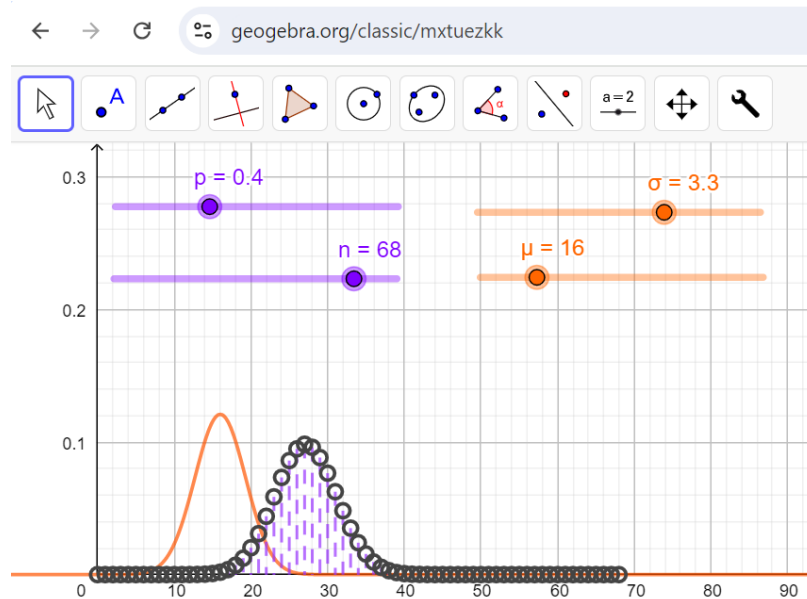 geogebra.org/classic/mxtuezkk
A
α
a=2
0.3
p = 0.4
σ = 3.3
n = 68
μ = 16
0.2
0.1
0 10 20 30 40 50 60 70 80 90